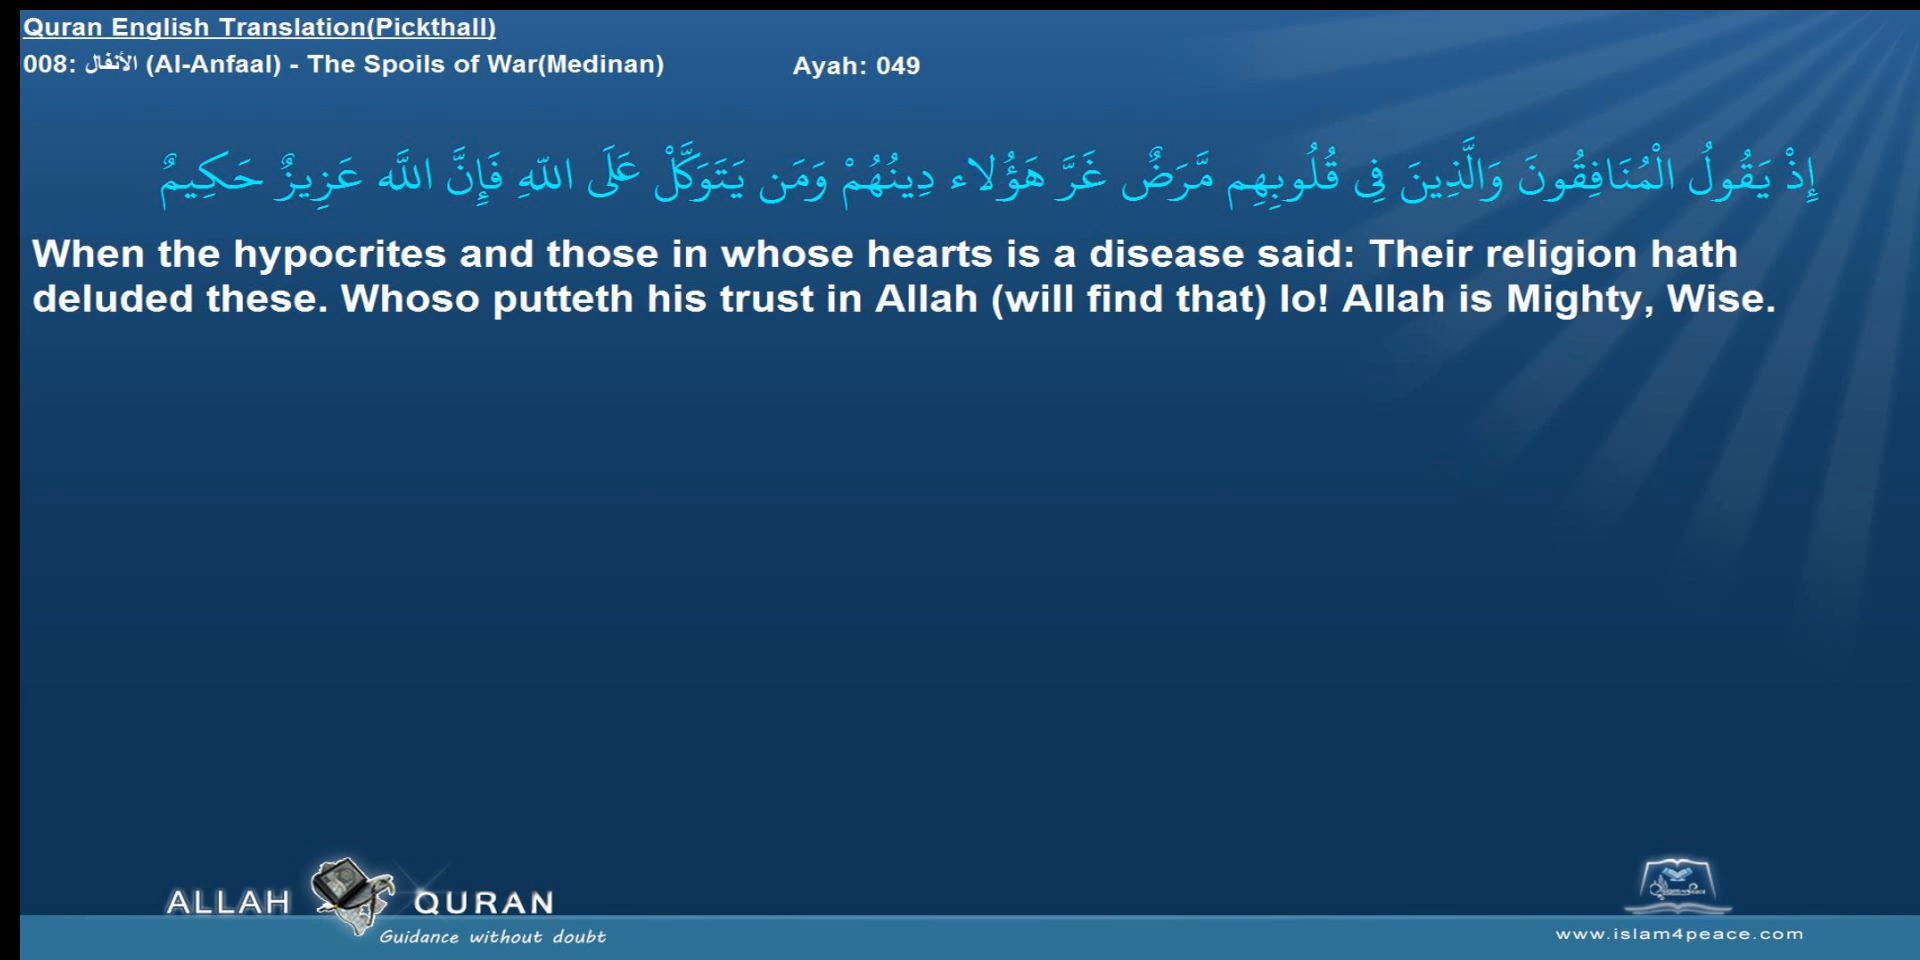 Quran English Translation(Pickthall)
008: الأنفال (Al-Anfaal) - The Spoils of War(Medinan) Ayah: 049
إِذْ يَقُولُ الْمُنَافِقُونَ وَالَّذِينَ فِى قُلُوبِهِم مَّرَضٌ غَرَّ هَؤُلاء دِينُهُمْ وَمَن يَتَوَكَّلْ عَلَى اللّهِ فَإِنَّ اللَّه عَزِيزٌ حَكِيمٌ
When the hypocrites and those in whose hearts is a disease said: Their religion hath
deluded these. Whoso putteth his trust in Allah (will find that) lo! Allah is Mighty, Wise.
ALLAH QURAN
Guidance without doubt
www.islam4peace.com